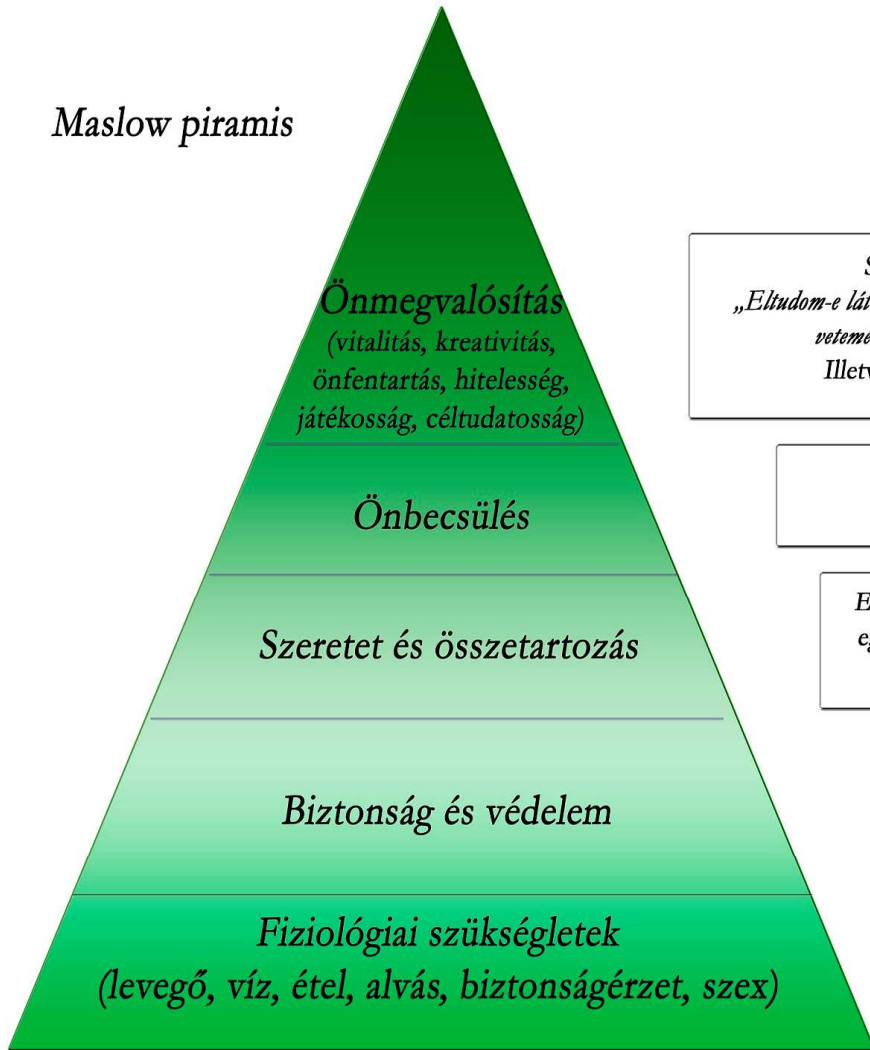 Maslow piramis
Önmegvalósítás
(vitalitás, kreativitás,
önfentartás, hitelesség,
játékosság, céltudatosság)
Önbecsülés
Szeretet és összetartozás
Biztonság és védelem
Fiziológiai szükségletek
(levegő, víz, étel, alvás, biztonságérzet, szex)
„Eltudom-e